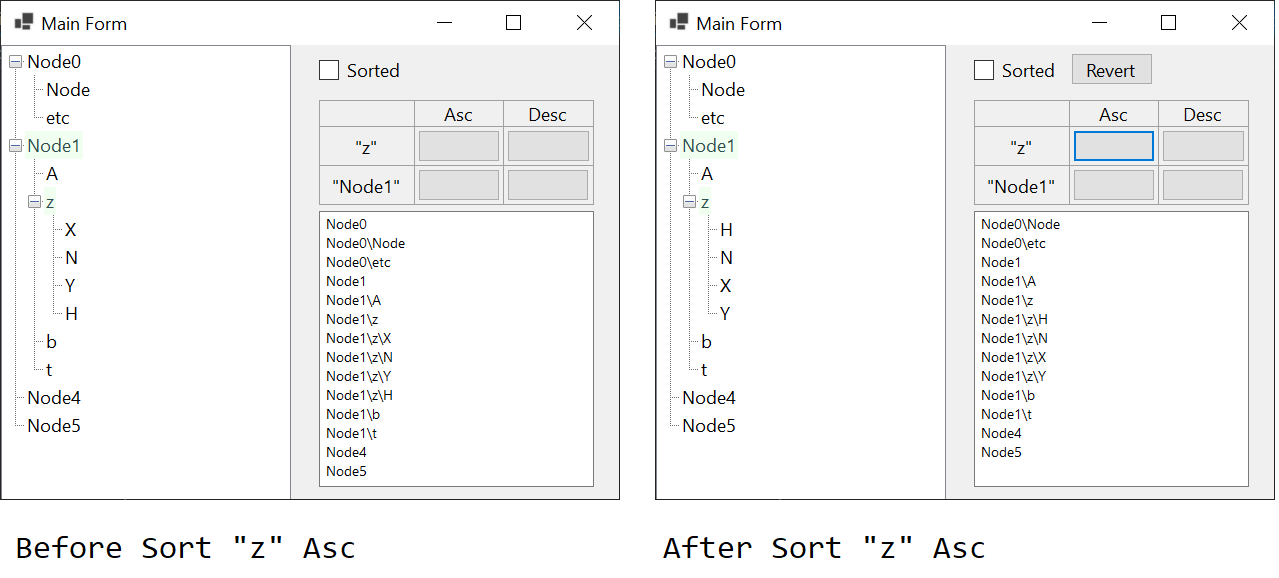 Main Form
Node0
Node
etc
Node1
A
z
X
N
Y
H
b
t
Node4
Node5
Sorted
Asc Desc
"z"
"Node1"
Node0
Node0\Node
Node0\etc
Node1
Node1\A
Node1\z
Node1\z\X
Node1\z\N
Node1\z\Y
Node1\z\H
Node1\b
Node1\t
Node4
Node5
Before Sort "z" Asc
Main Form
Node0
Node
etc
Node1
A
z
H
N
X
Y
b
t
Node4
Node5
Sorted Revert
Asc Desc
"z"
"Node1"
Node0\Node
Node0\etc
Node1
Node1\A
Node1\z
Node1\z\H
Node1\z\N
Node1\z\X
Node1\z\Y
Node1\b
Node1\t
Node4
Node5
After Sort "z" Asc